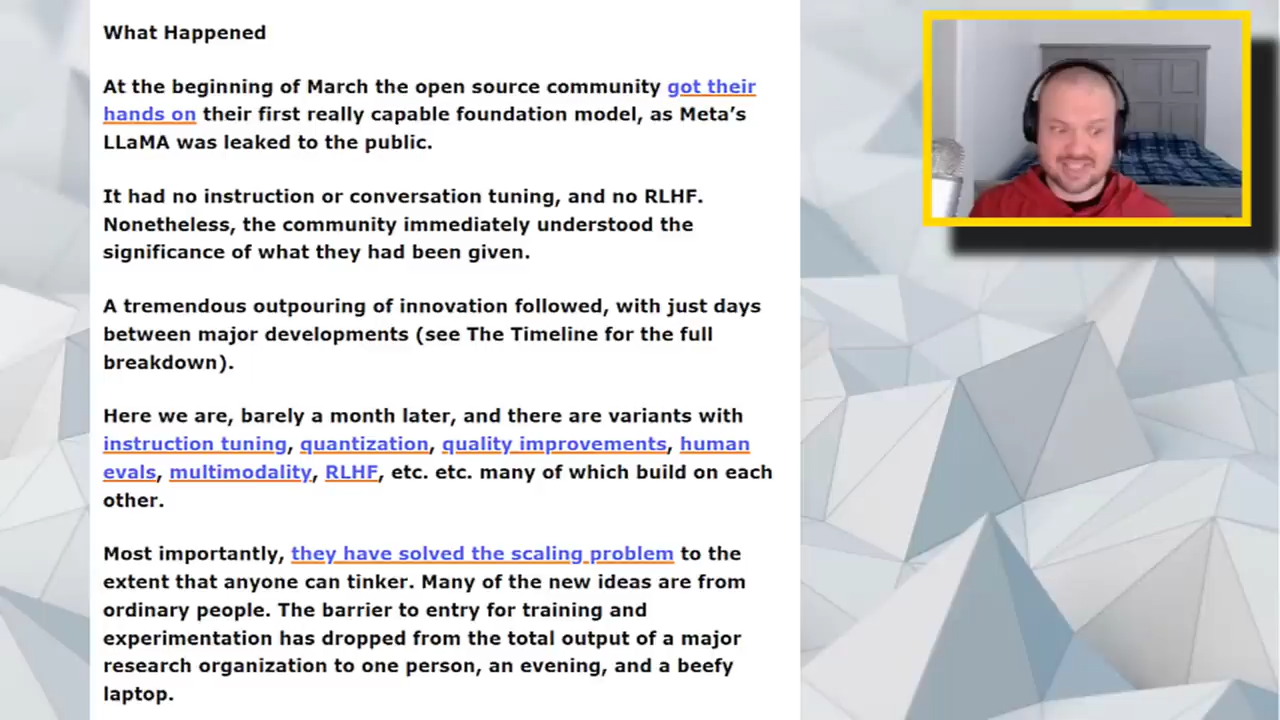 What Happened
At the beginning of March the open source community got their
hands on their first really capable foundation model, as Meta's
LLaMA was leaked to the public.
It had no instruction or conversation tuning, and no RLHF.
Nonetheless, the community immediately understood the
significance of what they had been given.
A tremendous outpouring of innovation followed, with just days
between major developments (see The Timeline for the full
breakdown).
Here we are, barely a month later, and there are variants with
instruction tuning, quantization, quality improvements, human
evals, multimodality, RLHF, etc. etc. many of which build on each
other.
Most importantly, they have solved the scaling problem to the
extent that anyone can tinker. Many of the new ideas are from
ordinary people. The barrier to entry for training and
experimentation has dropped from the total output of a major
research organization to one person, an evening, and a beefy
laptop.